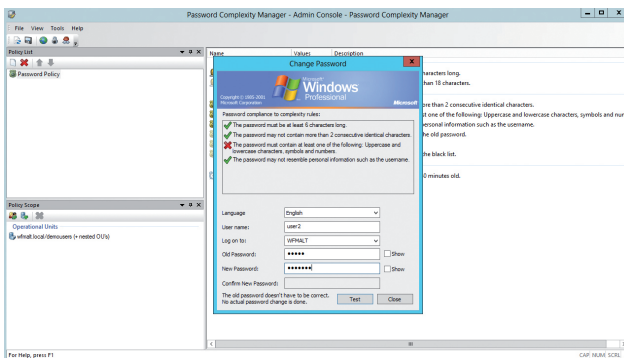 Password Complexity Manager - Admin Console - Password Complexity Manager
File View Tools Help
Policy List
Password Policy
Name Values Description
Change Password
Copyright © 1985-2001
Microsoft Corporation
Microsoft
Windows
Professional
Microsoft
Password compliance to complexity rules:
The password must be at least 6 characters long.
The password may not contain more than 2 consecutive identical characters.
The password must contain at least one of the following: Uppercase and
lowercase characters, symbols and numbers.
The password may not resemble personal information such as the username.
haracters long.
han 18 characters.
ore than 2 consecutive identical characters.
st one of the following: Uppercase and lowercase characters, symbols and nur
ersonal information such as the username.
he old password.
the black list.
0 minutes old.
Policy Scope
Operational Units
wfmalt.local/demousers (+ nested OU's)
Language English
User name: user2
Log on to: WFMALT
Old Password: ●●●●● Show
New Password: ●●●●●●● Show
Confirm New Password:
The old password doesn't have to be correct.
No actual password change is done.
Test Close
For Help, press F1
CAP NUM SCRL